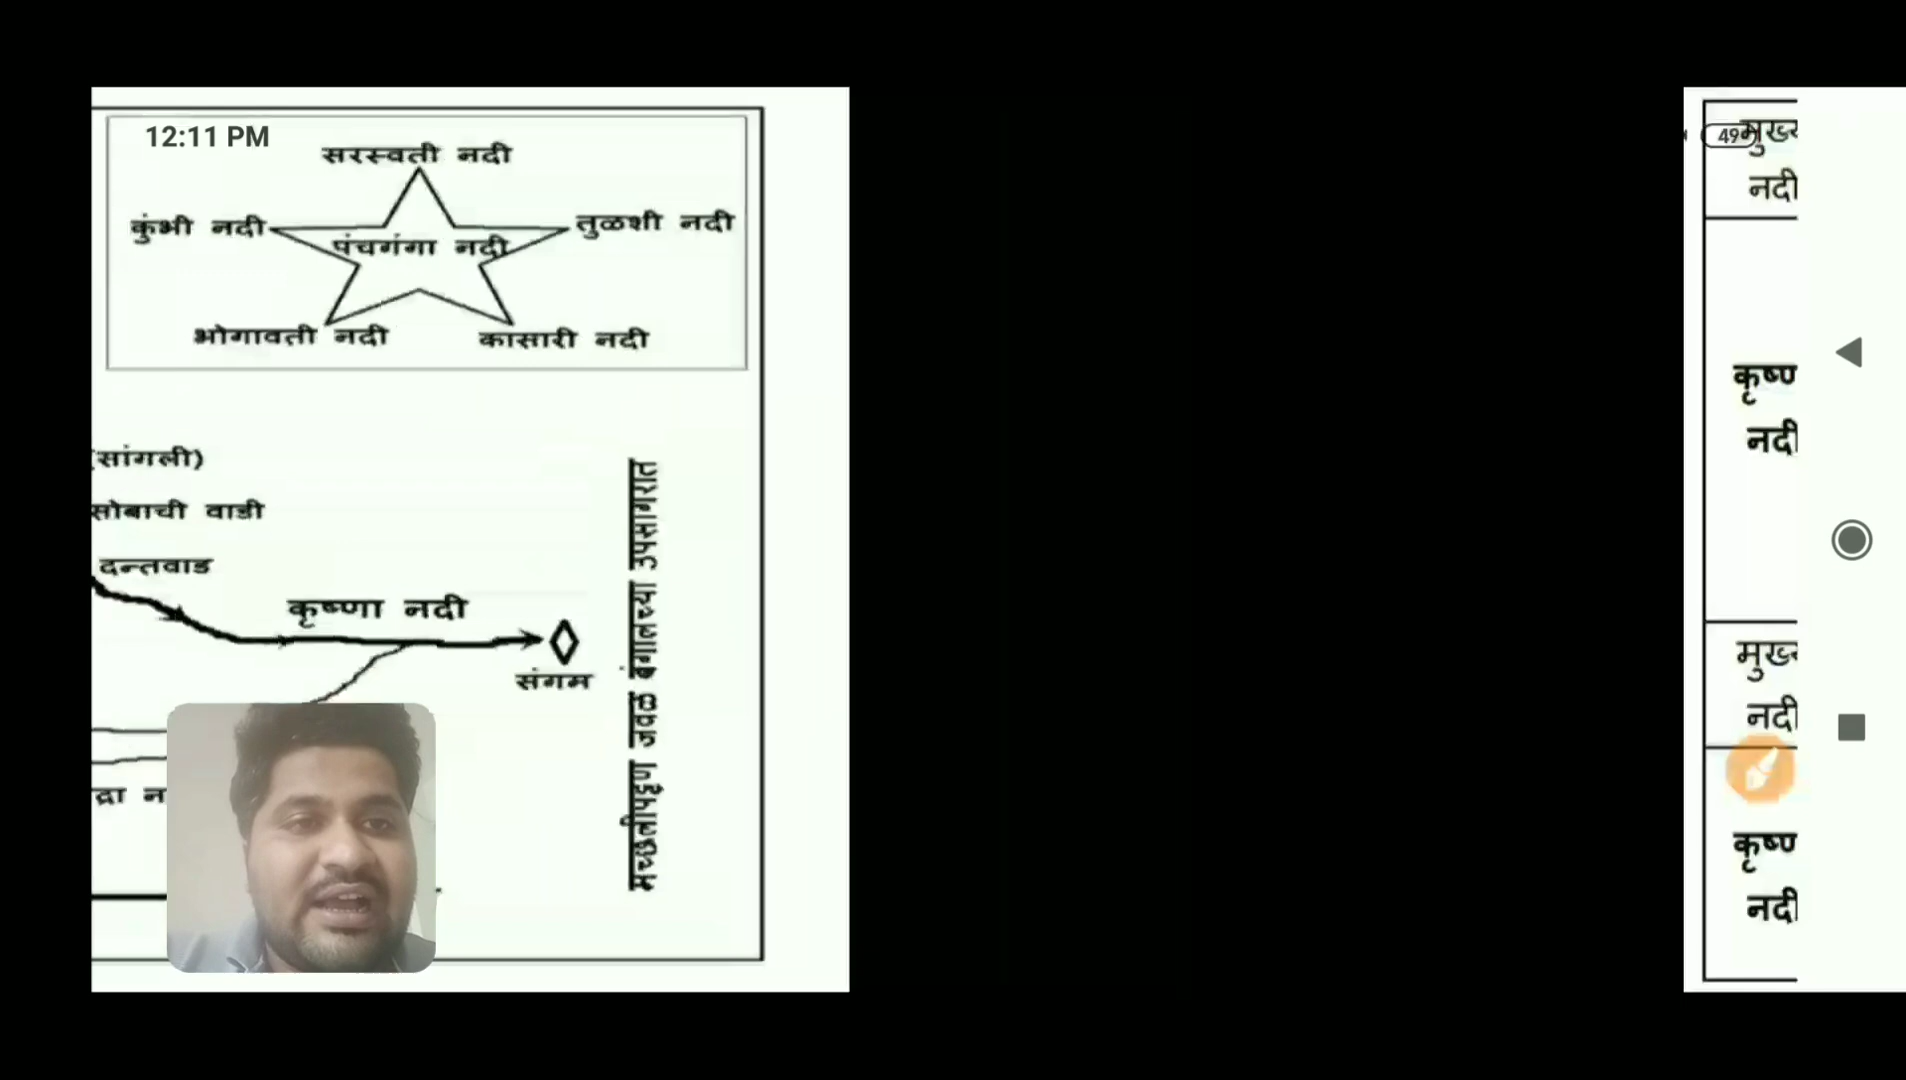 12:11 PM
सरस्वती नदी
कुंभी नदी
तुळशी नदी
पंचगंगा नदी
भोगावती नदी
कासारी नदी
(सांगली)
सोबाची वाडी
दन्तवाड
कृष्णा नदी
संगम
मच्छलीपट्टण जवळ बंगालच्या उपसागरात
द्रा न
49
मुख्य
नदी
कृष्ण
नदी
मुख्य
नदी
कृष्ण
नदी